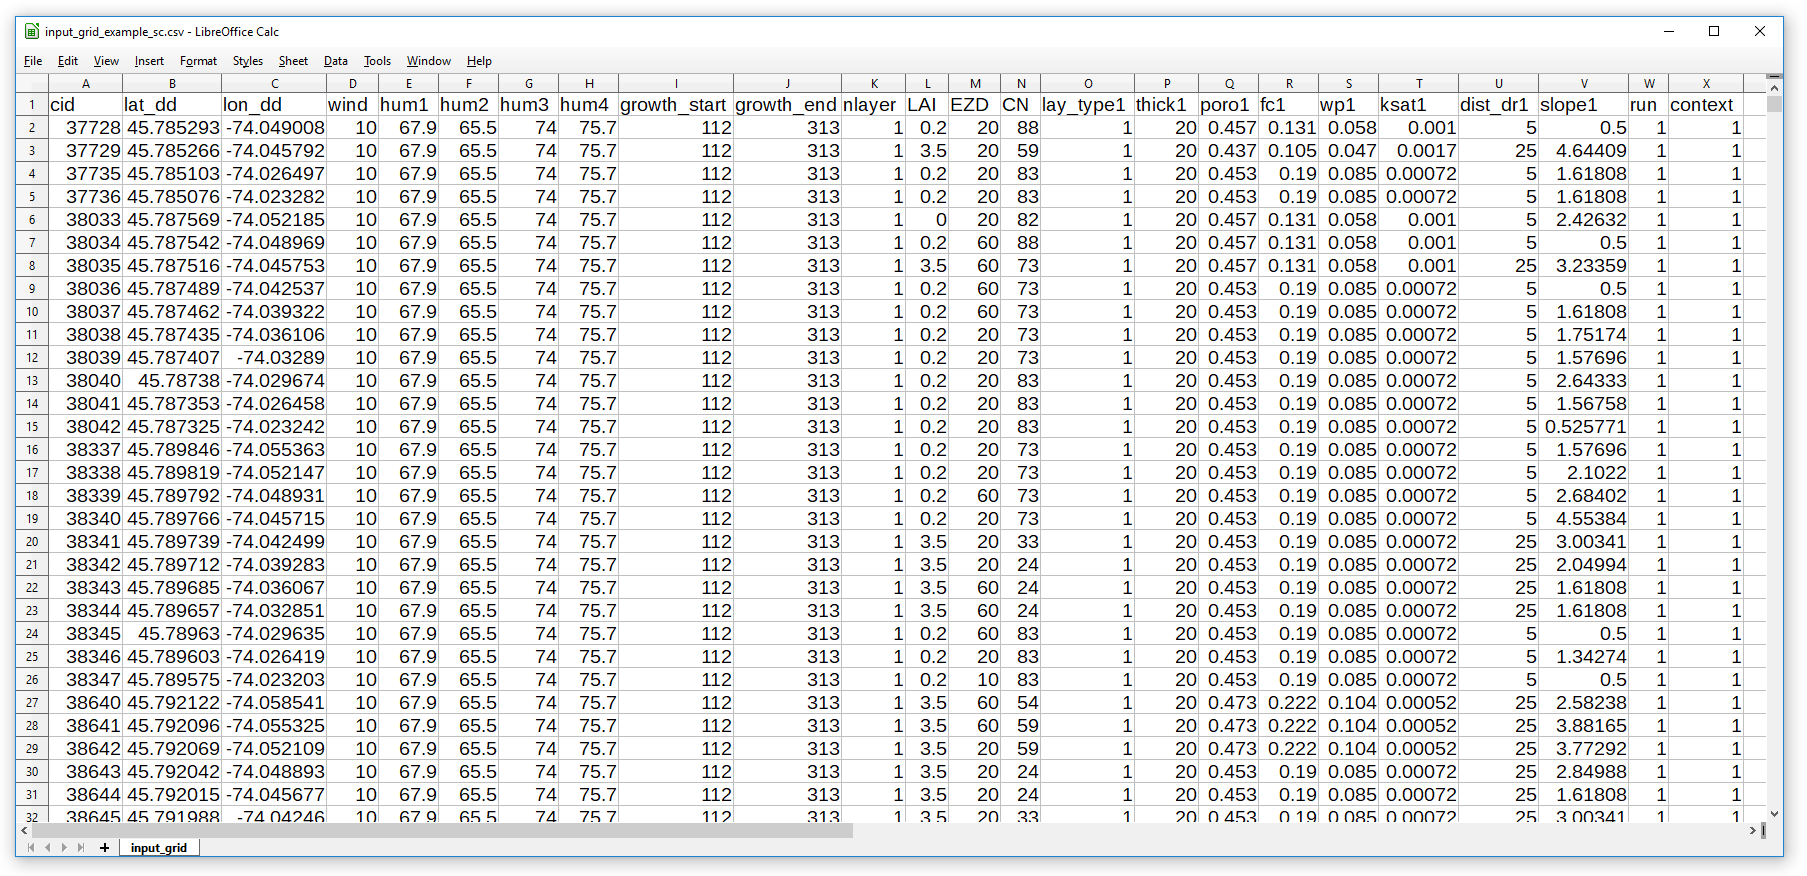 input_grid_example_sc.csv - LibreOffice Calc
File Edit View Insert Format Styles Sheet Data Tools Window Help
A B C D E F G H I J K L M N O P Q R S T U V W X
1 cid lat_dd lon_dd wind hum1 hum2 hum3 hum4 growth_start growth_end nlayer LAI EZD CN lay_type1 thick1 poro1 fc1 wp1 ksat1 dist_dr1 slope1 run context
2 37728 45.785293 -74.049008 10 67.9 65.5 74 75.7 112 313 1 0.2 20 88 1 20 0.457 0.131 0.058 0.001 5 0.5 1 1
3 37729 45.785266 -74.045792 10 67.9 65.5 74 75.7 112 313 1 3.5 20 59 1 20 0.437 0.105 0.047 0.0017 25 4.64409 1 1
4 37735 45.785103 -74.026497 10 67.9 65.5 74 75.7 112 313 1 0.2 20 83 1 20 0.453 0.19 0.085 0.00072 5 1.61808 1 1
5 37736 45.785076 -74.023282 10 67.9 65.5 74 75.7 112 313 1 0.2 20 83 1 20 0.453 0.19 0.085 0.00072 5 1.61808 1 1
6 38033 45.787569 -74.052185 10 67.9 65.5 74 75.7 112 313 1 0 20 82 1 20 0.457 0.131 0.058 0.001 5 2.42632 1 1
7 38034 45.787542 -74.048969 10 67.9 65.5 74 75.7 112 313 1 0.2 60 88 1 20 0.457 0.131 0.058 0.001 5 0.5 1 1
8 38035 45.787516 -74.045753 10 67.9 65.5 74 75.7 112 313 1 3.5 60 73 1 20 0.457 0.131 0.058 0.001 25 3.23359 1 1
9 38036 45.787489 -74.042537 10 67.9 65.5 74 75.7 112 313 1 0.2 60 73 1 20 0.453 0.19 0.085 0.00072 5 0.5 1 1
10 38037 45.787462 -74.039322 10 67.9 65.5 74 75.7 112 313 1 0.2 60 73 1 20 0.453 0.19 0.085 0.00072 5 1.61808 1 1
11 38038 45.787435 -74.036106 10 67.9 65.5 74 75.7 112 313 1 0.2 20 73 1 20 0.453 0.19 0.085 0.00072 5 1.75174 1 1
12 38039 45.787407 -74.03289 10 67.9 65.5 74 75.7 112 313 1 0.2 20 73 1 20 0.453 0.19 0.085 0.00072 5 1.57696 1 1
13 38040 45.78738 -74.029674 10 67.9 65.5 74 75.7 112 313 1 0.2 20 83 1 20 0.453 0.19 0.085 0.00072 5 2.64333 1 1
14 38041 45.787353 -74.026458 10 67.9 65.5 74 75.7 112 313 1 0.2 20 83 1 20 0.453 0.19 0.085 0.00072 5 1.56758 1 1
15 38042 45.787325 -74.023242 10 67.9 65.5 74 75.7 112 313 1 0.2 20 83 1 20 0.453 0.19 0.085 0.00072 5 0.525771 1 1
16 38337 45.789846 -74.055363 10 67.9 65.5 74 75.7 112 313 1 0.2 20 73 1 20 0.453 0.19 0.085 0.00072 5 1.57696 1 1
17 38338 45.789819 -74.052147 10 67.9 65.5 74 75.7 112 313 1 0.2 20 73 1 20 0.453 0.19 0.085 0.00072 5 2.1022 1 1
18 38339 45.789792 -74.048931 10 67.9 65.5 74 75.7 112 313 1 0.2 60 73 1 20 0.453 0.19 0.085 0.00072 5 2.68402 1 1
19 38340 45.789766 -74.045715 10 67.9 65.5 74 75.7 112 313 1 0.2 20 73 1 20 0.453 0.19 0.085 0.00072 5 4.55384 1 1
20 38341 45.789739 -74.042499 10 67.9 65.5 74 75.7 112 313 1 3.5 20 33 1 20 0.453 0.19 0.085 0.00072 25 3.00341 1 1
21 38342 45.789712 -74.039283 10 67.9 65.5 74 75.7 112 313 1 3.5 20 24 1 20 0.453 0.19 0.085 0.00072 25 2.04994 1 1
22 38343 45.789685 -74.036067 10 67.9 65.5 74 75.7 112 313 1 3.5 60 24 1 20 0.453 0.19 0.085 0.00072 25 1.61808 1 1
23 38344 45.789657 -74.032851 10 67.9 65.5 74 75.7 112 313 1 3.5 60 24 1 20 0.453 0.19 0.085 0.00072 25 1.61808 1 1
24 38345 45.78963 -74.029635 10 67.9 65.5 74 75.7 112 313 1 0.2 60 83 1 20 0.453 0.19 0.085 0.00072 5 0.5 1 1
25 38346 45.789603 -74.026419 10 67.9 65.5 74 75.7 112 313 1 0.2 20 83 1 20 0.453 0.19 0.085 0.00072 5 1.34274 1 1
26 38347 45.789575 -74.023203 10 67.9 65.5 74 75.7 112 313 1 0.2 10 83 1 20 0.453 0.19 0.085 0.00072 5 0.5 1 1
27 38640 45.792122 -74.058541 10 67.9 65.5 74 75.7 112 313 1 3.5 60 54 1 20 0.473 0.222 0.104 0.00052 25 2.58238 1 1
28 38641 45.792096 -74.055325 10 67.9 65.5 74 75.7 112 313 1 3.5 60 59 1 20 0.473 0.222 0.104 0.00052 25 3.88165 1 1
29 38642 45.792069 -74.052109 10 67.9 65.5 74 75.7 112 313 1 3.5 20 59 1 20 0.473 0.222 0.104 0.00052 25 3.77292 1 1
30 38643 45.792042 -74.048893 10 67.9 65.5 74 75.7 112 313 1 3.5 20 24 1 20 0.453 0.19 0.085 0.00072 25 2.84988 1 1
31 38644 45.792015 -74.045677 10 67.9 65.5 74 75.7 112 313 1 3.5 20 24 1 20 0.453 0.19 0.085 0.00072 25 1.61808 1 1
32 38645 45.791988 -74.04246 10 67.9 65.5 74 75.7 112 313 1 3.5 20 33 1 20 0.453 0.19 0.085 0.00072 25 3.00341 1 1
input_grid